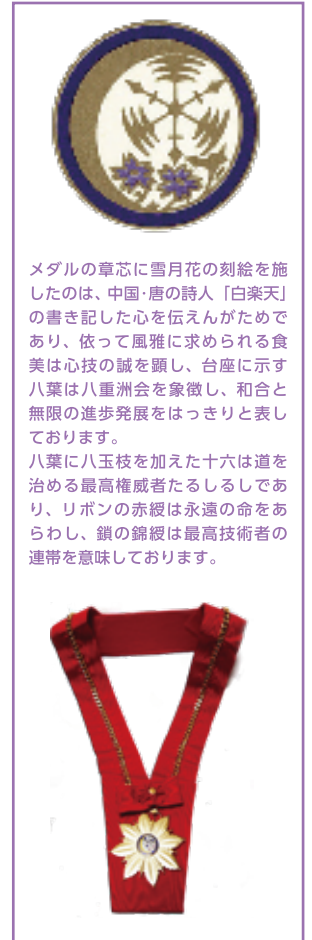 メダルの章芯に雪月花の刻絵を施
したのは、中国・唐の詩人「白楽天」
の書き記した心を伝えんがためで
あり、依って風雅に求められる食
美は心技の誠を顕し、台座に示す
八葉は八重洲会を象徴し、和合と
無限の進歩発展をはっきりと表し
ております。
八葉に八玉枝を加えた十六は道を
治める最高権威者たるしるしであ
り、リボンの赤綬は永遠の命をあ
らわし、鎖の錦綬は最高技術者の
連帯を意味しております。